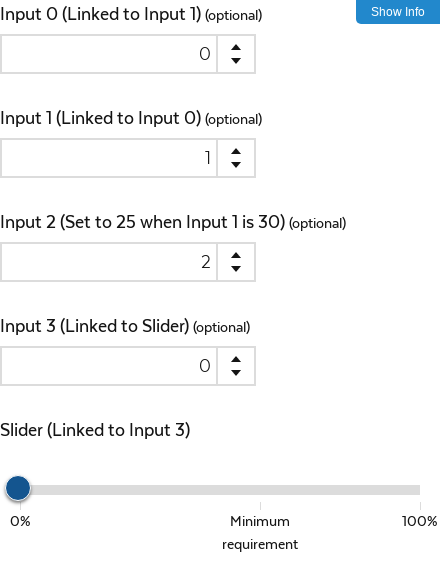 Input 0 (Linked to Input 1) (optional)
Show Info
0
Input 1 (Linked to Input 0) (optional)
1
Input 2 (Set to 25 when Input 1 is 30) (optional)
2
Input 3 (Linked to Slider) (optional)
0
Slider (Linked to Input 3)
0% Minimum 100%
requirement